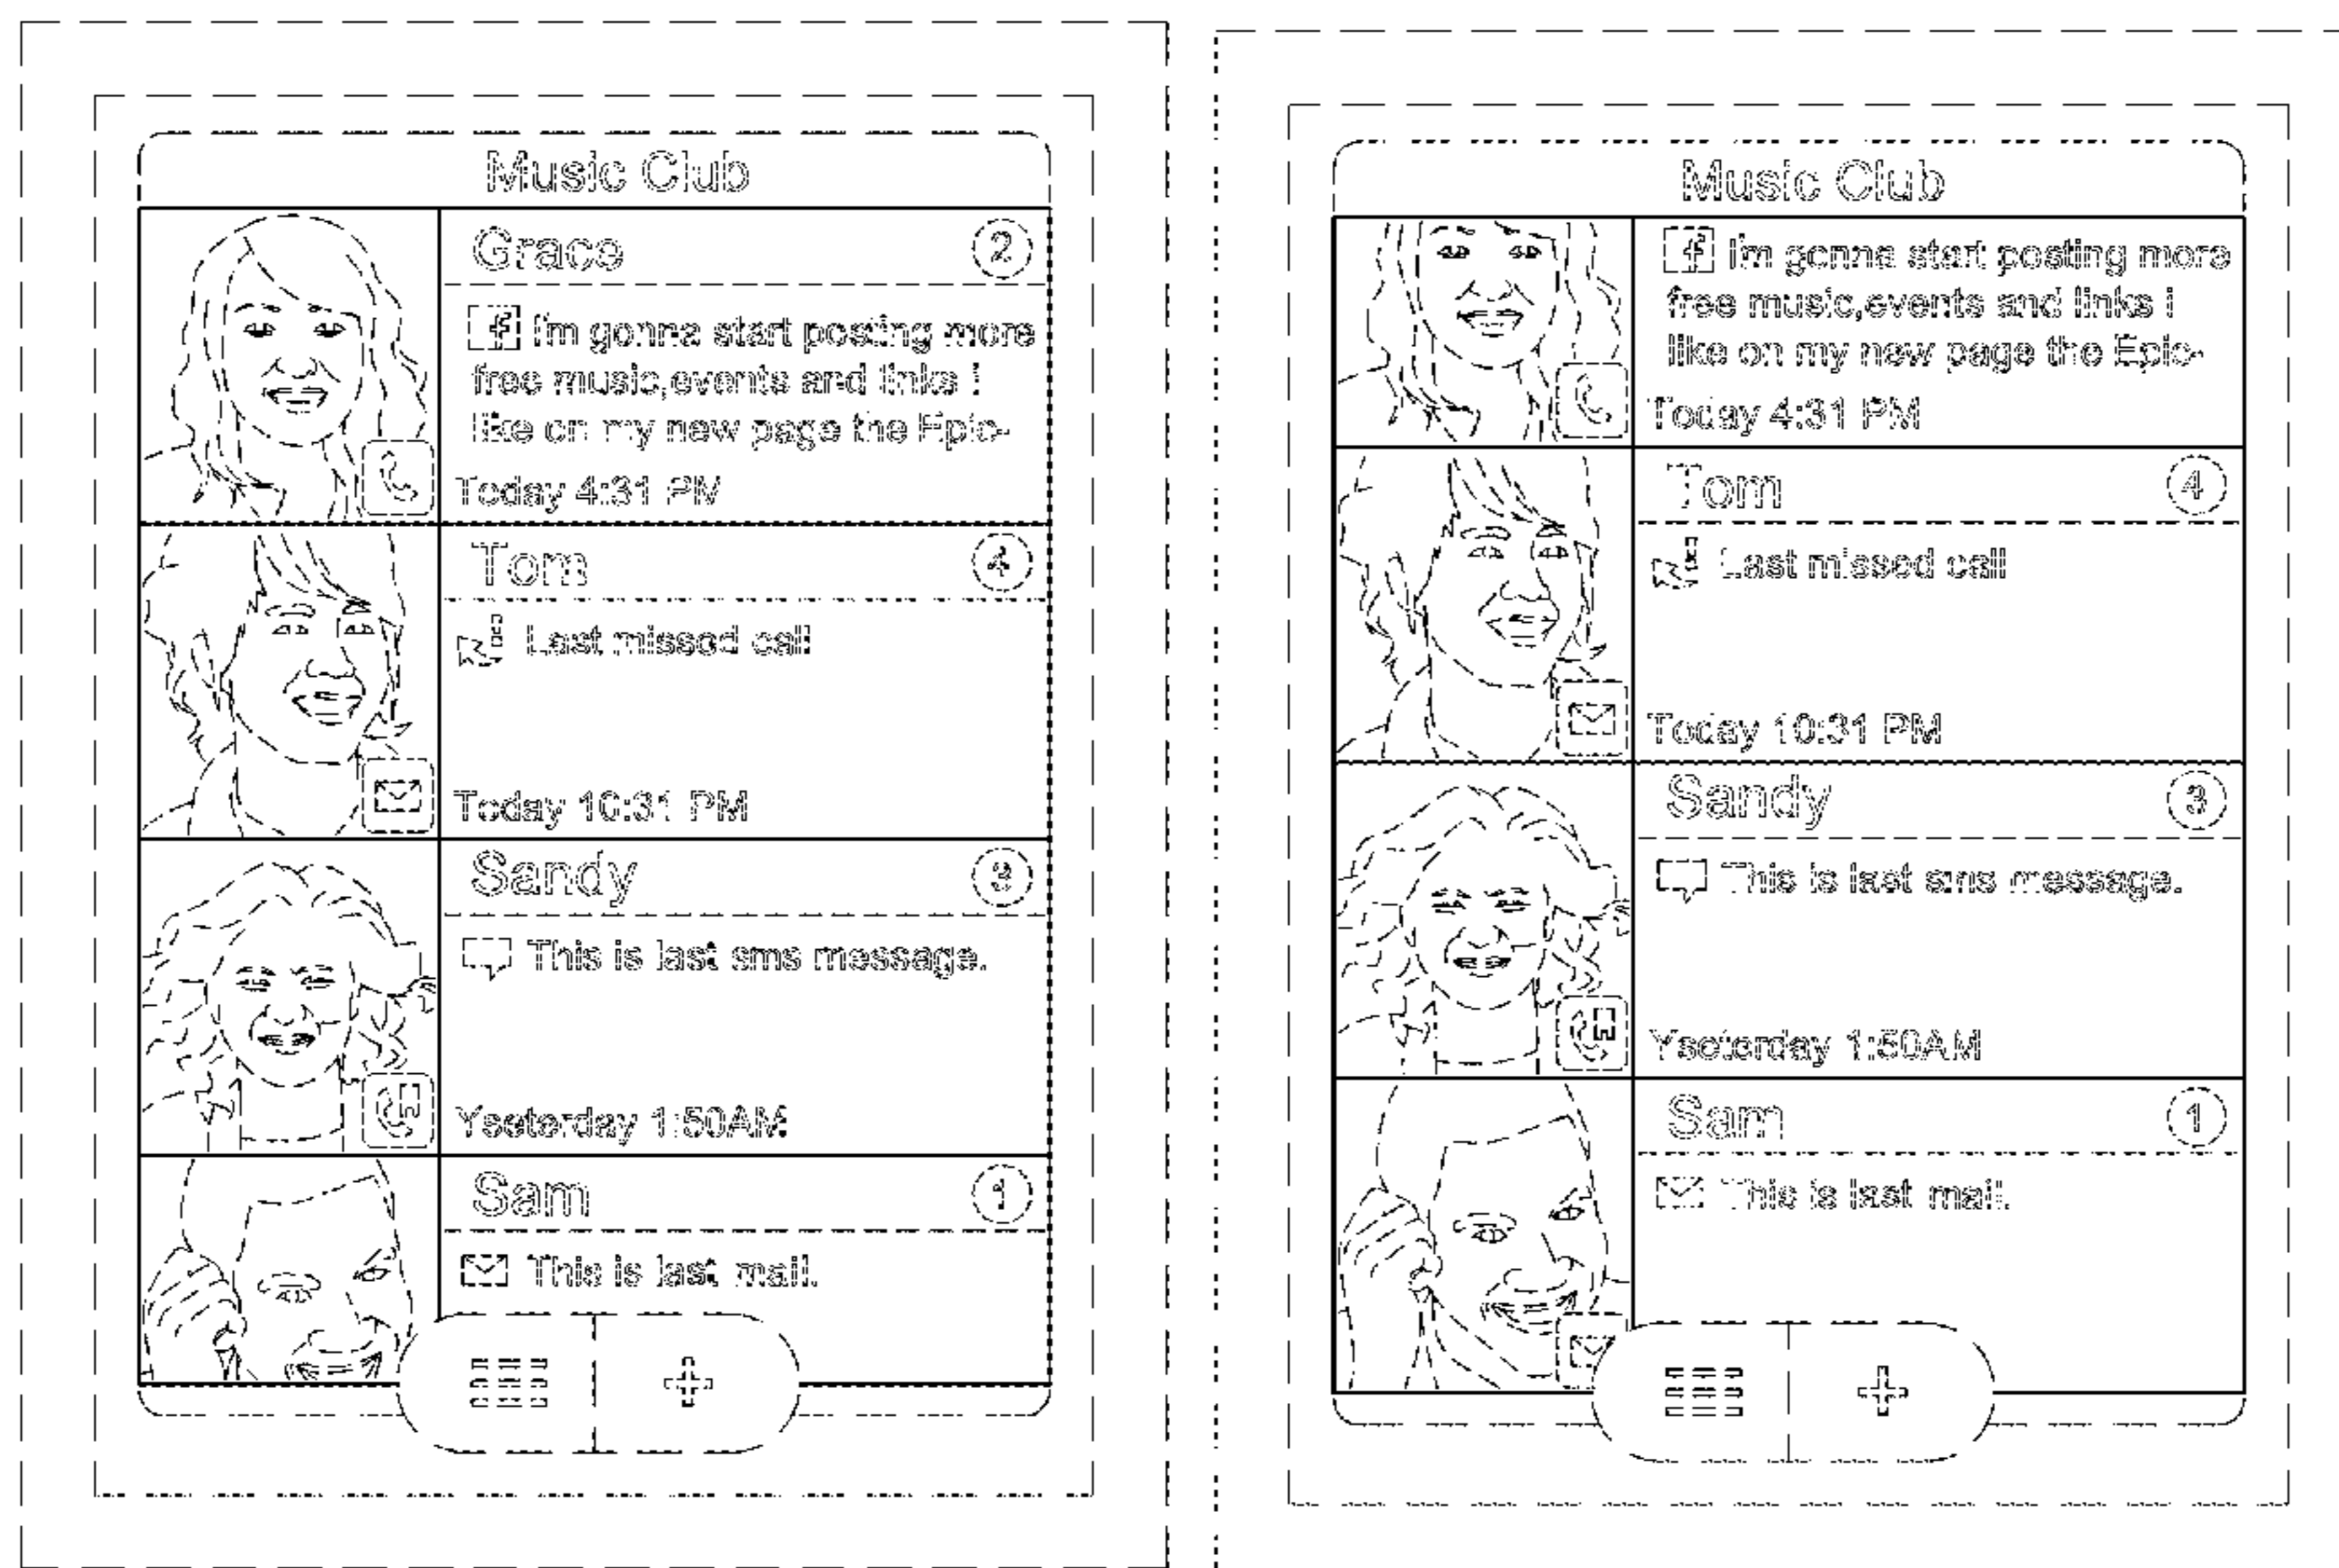 Music Club
Grace 2
f I'm gonna start posting more
free music,events and links i
like on my new page the Epic-
Today 4:31 PM
Tom 4
Last missed call
Today 10:31 PM
Sandy 3
This is last sms message.
Yseterday 1:50AM
Sam 1
This is last mail.
Music Club
f I'm gonna start posting more
free music,events and links i
like on my new page the Epic-
Today 4:31 PM
Tom 4
Last missed call
Today 10:31 PM
Sandy 3
This is last sms message.
Yseterday 1:50AM
Sam 1
This is last mail.